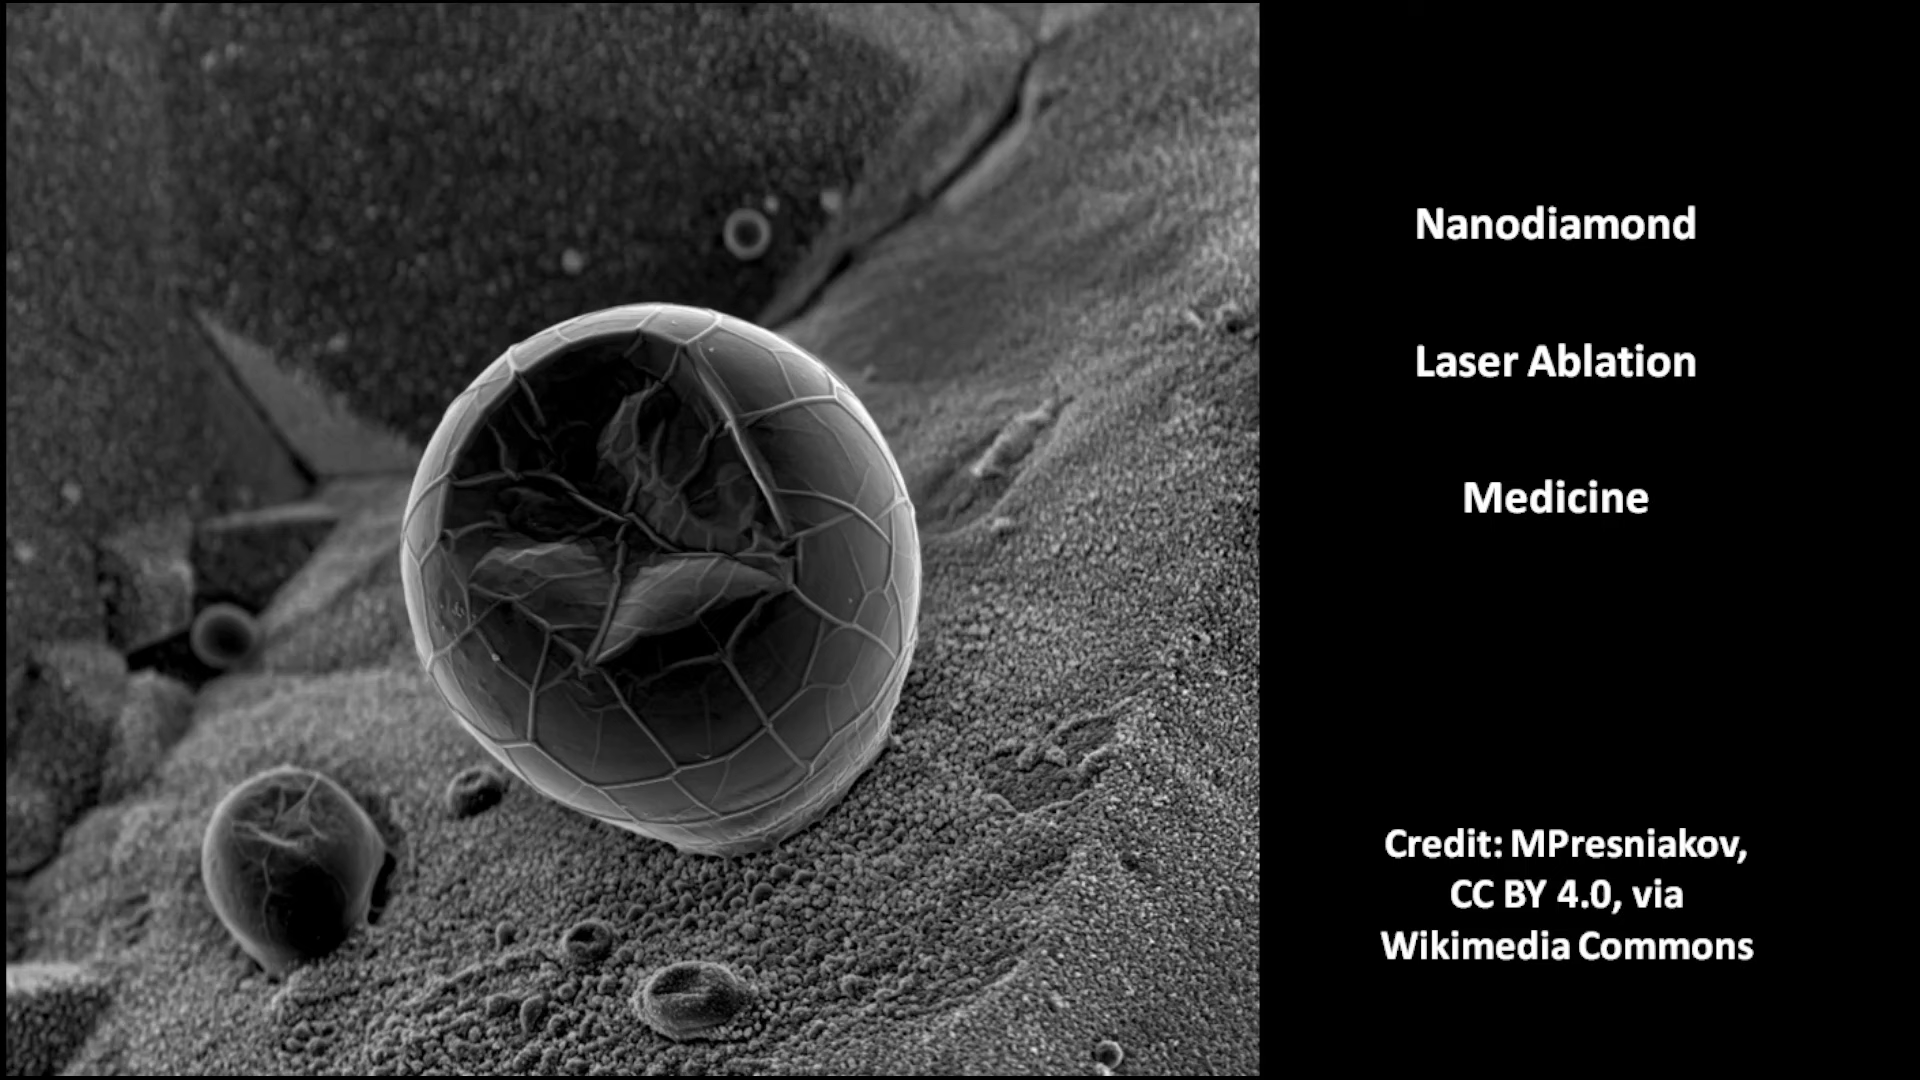 Nanodiamond
Laser Ablation
Medicine
Credit: MPresniakov,
CC BY 4.0, via
Wikimedia Commons